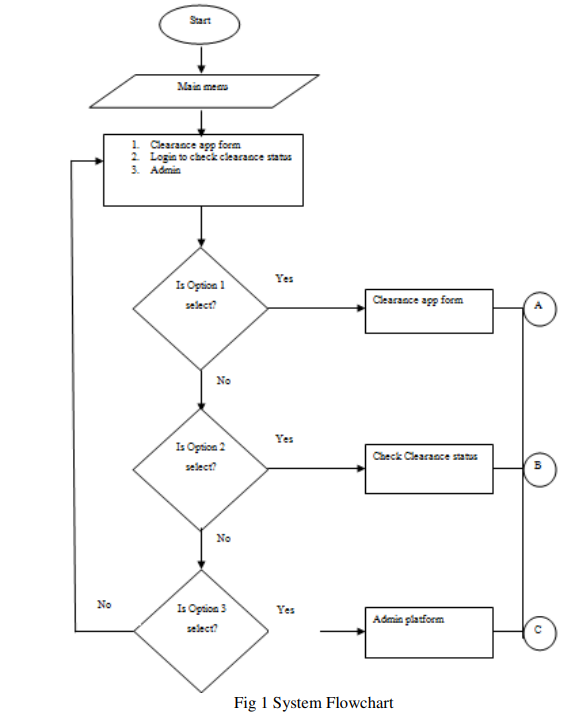 Start
Main menu
1. Clearance app form
2. Login to check clearance status
3. Admin
Is Option 1
select?
Yes
Clearance app form
A
No
Is Option 2
select?
Yes
Check Clearance status
B
No
Is Option 3
select?
No
Yes
Admin platform
C
Fig 1 System Flowchart